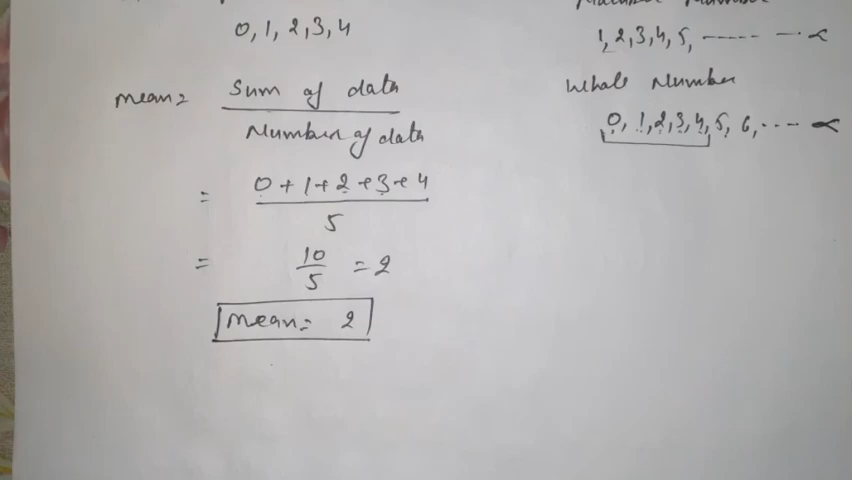 0, 1, 2, 3, 4
mean = Sum of data
Number of data
= 0 + 1 + 2 + 3 + 4
5
= 10
5
= 2
mean = 2
Number
1, 2, 3, 4, 5, ------ --- ∝
Whole Number
0, 1, 2, 3, 4, 5, 6, ---- ∝